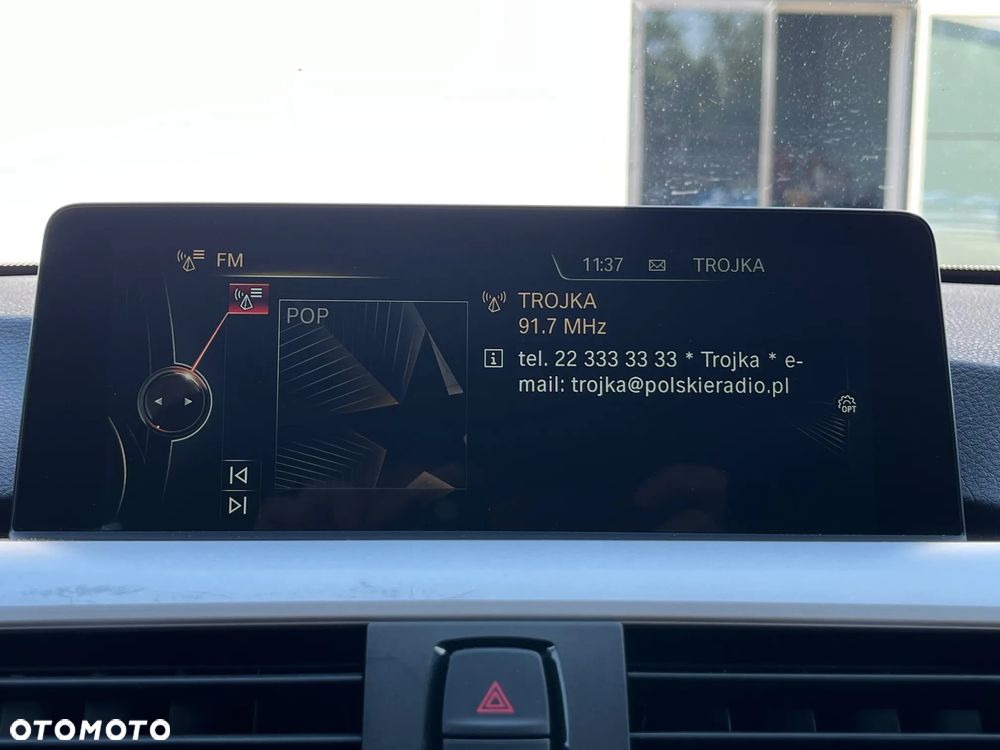 FM
11:37 TROJKA
POP
TROJKA
91.7 MHz
tel. 22 333 33 33 * Trojka * e-
mail: trojka@polskieradio.pl
OPT
OTOMOTO